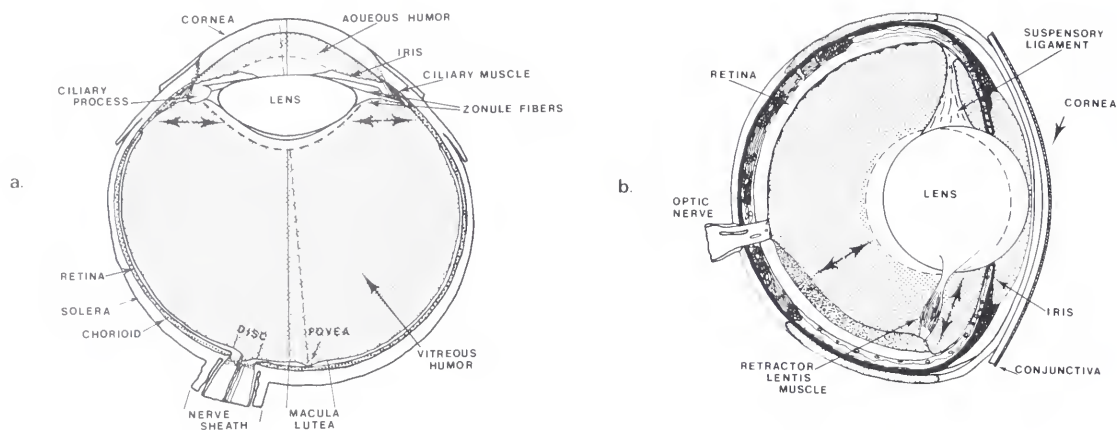 CORNEA
AQUEOUS HUMOR
IRIS
CILIARY MUSCLE
CILIARY
PROCESS
LENS
ZONULE FIBERS
a.
RETINA
SOLERA
CHORIOID
DISC
FOVEA
VITREOUS
HUMOR
NERVE
SHEATH
MACULA
LUTEA
SUSPENSORY
LIGAMENT
RETINA
CORNEA
b.
LENS
OPTIC
NERVE
IRIS
RETRACTOR
LENTIS
MUSCLE
CONJUNCTIVA